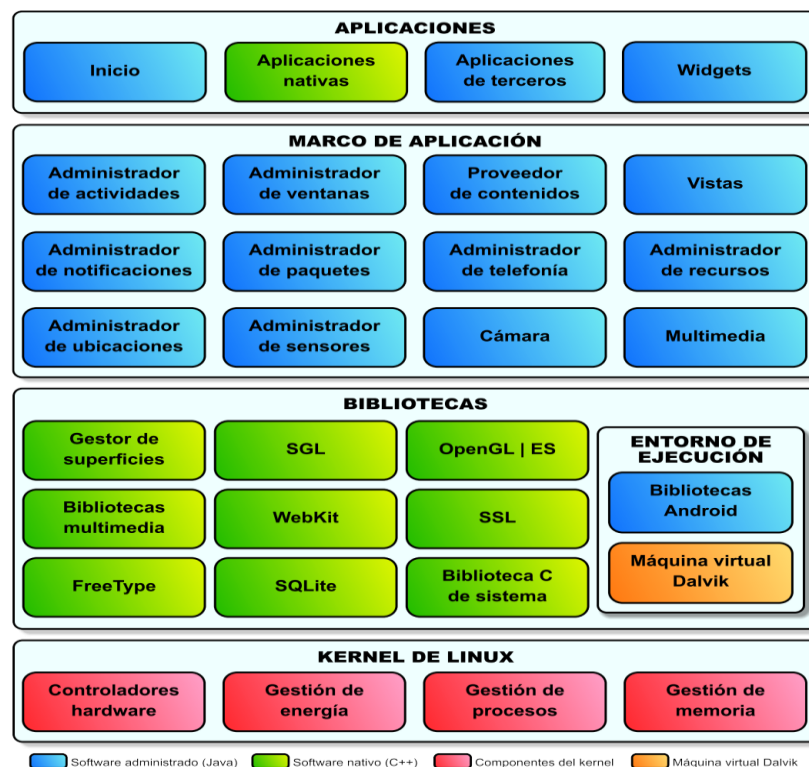 APLICACIONES
Inicio
Aplicaciones
nativas
Aplicaciones
de terceros
Widgets
MARCO DE APLICACIÓN
Administrador
de actividades
Administrador
de ventanas
Proveedor
de contenidos
Vistas
Administrador
de notificaciones
Administrador
de paquetes
Administrador
de telefonía
Administrador
de recursos
Administrador
de ubicaciones
Administrador
de sensores
Cámara
Multimedia
BIBLIOTECAS
Gestor de
superficies
SGL
OpenGL | ES
Bibliotecas
multimedia
WebKit
SSL
FreeType
SQLite
Biblioteca C
de sistema
ENTORNO DE
EJECUCIÓN
Bibliotecas
Android
Máquina virtual
Dalvik
KERNEL DE LINUX
Controladores
hardware
Gestión de
energía
Gestión de
procesos
Gestión de
memoria
Software administrado (Java)
Software nativo (C++)
Componentes del kernel
Máquina virtual Dalvik